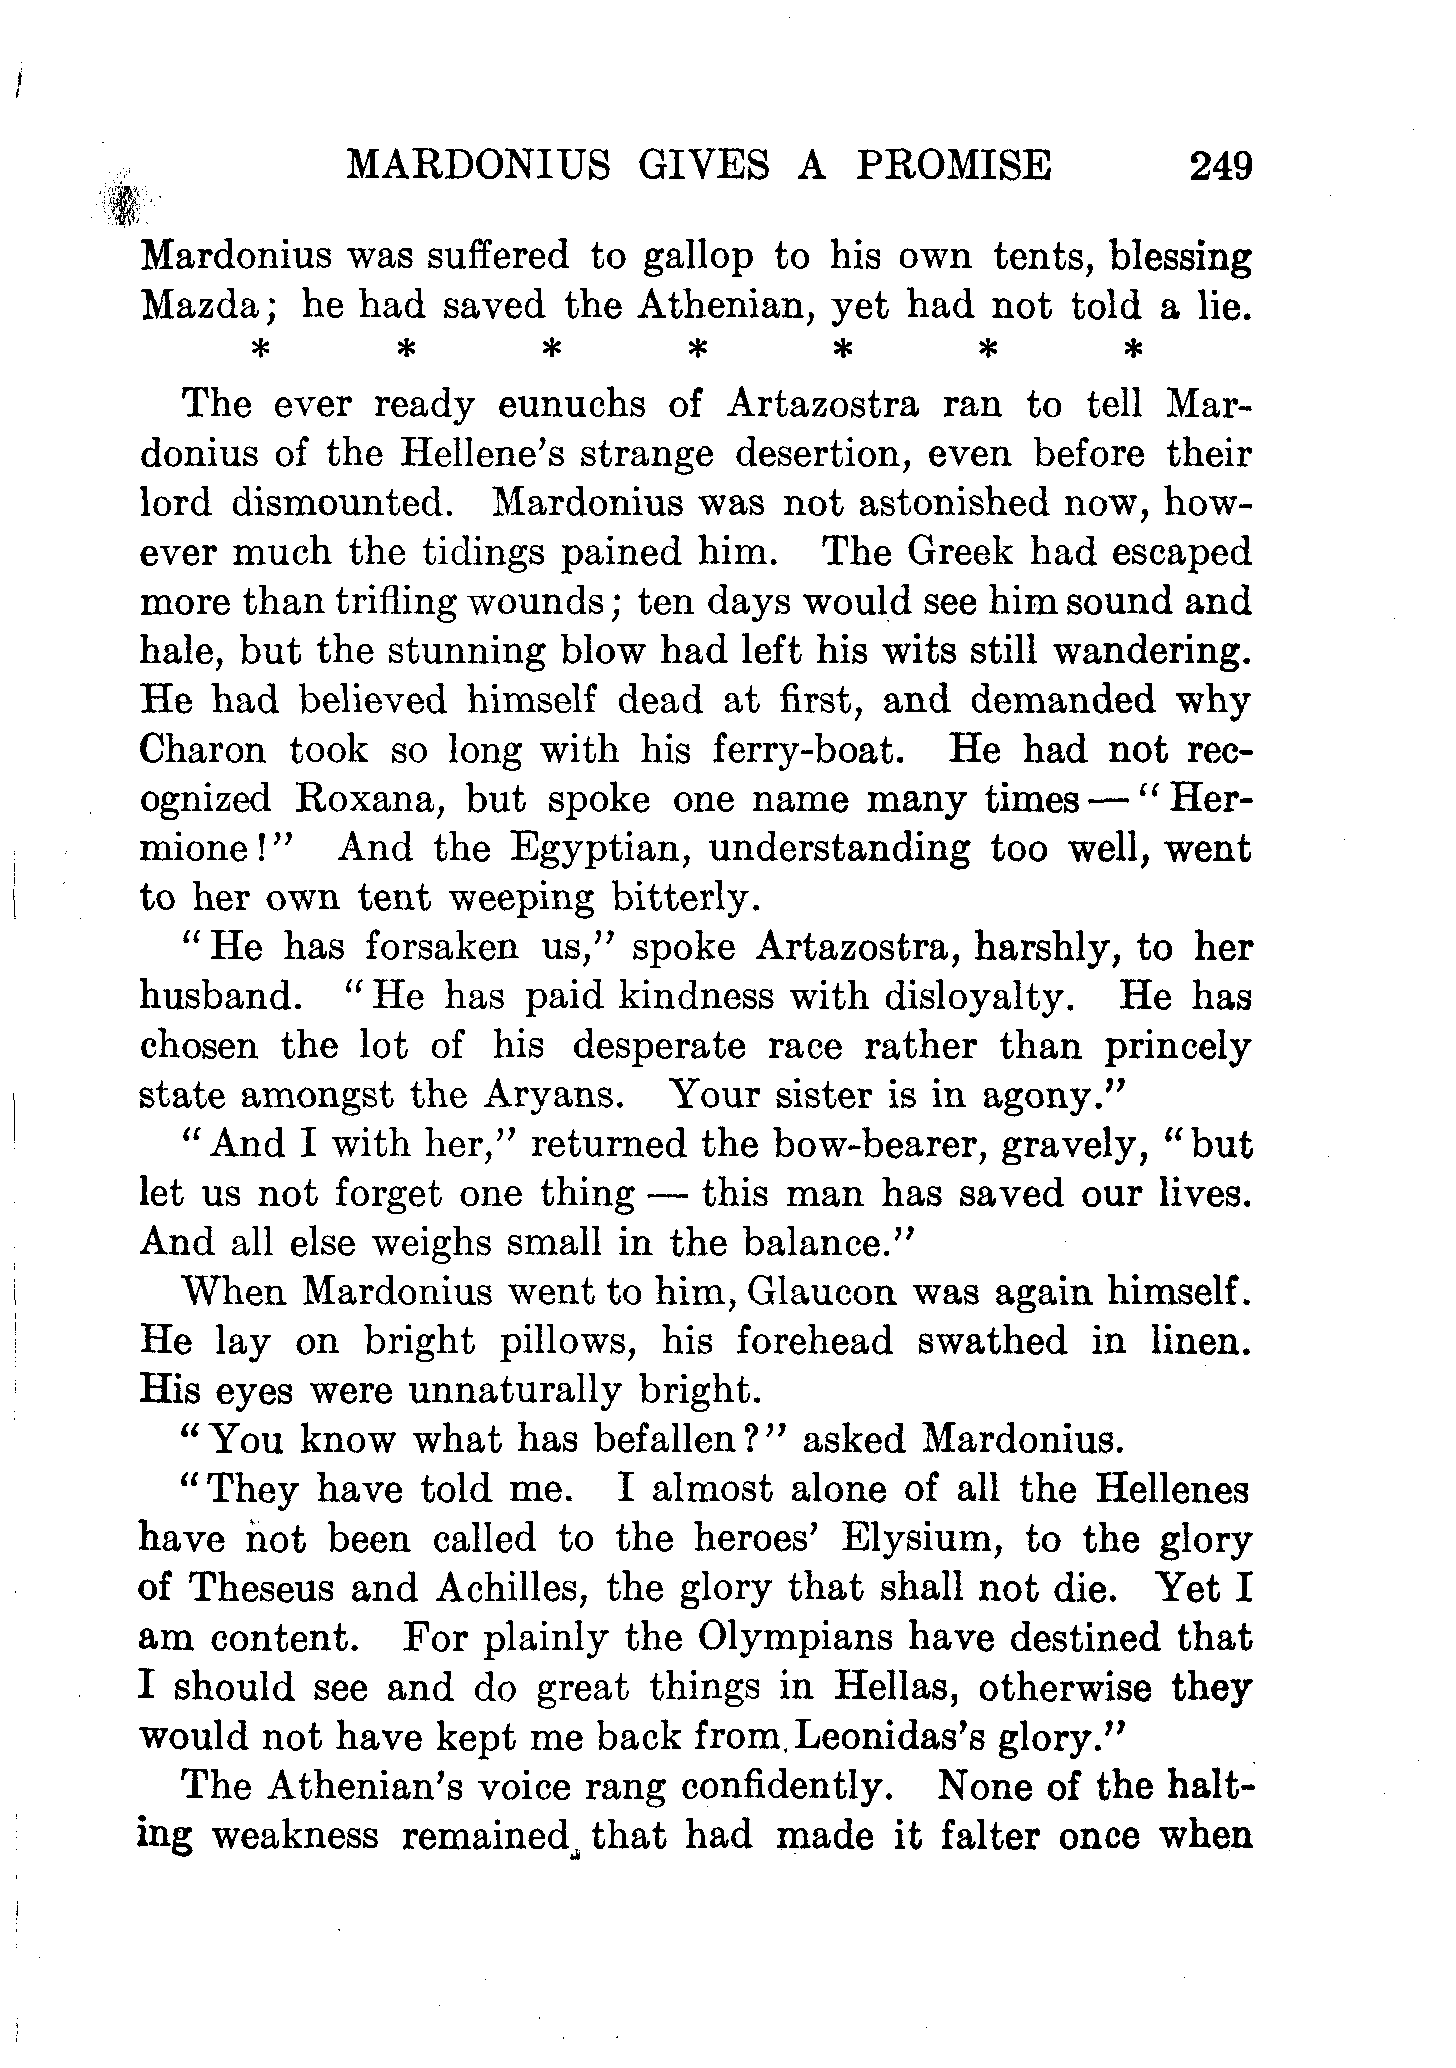 MARDONIUS GIVES A PROMISE 249
Mardonius was suffered to gallop to his own tents, blessing
Mazda; he had saved the Athenian, yet had not told a lie.
* * * * * * *
The ever ready eunuchs of Artazostra ran to tell Mar-
donius of the Hellene's strange desertion, even before their
lord dismounted. Mardonius was not astonished now, how-
ever much the tidings pained him. The Greek had escaped
more than trifling wounds; ten days would see him sound and
hale, but the stunning blow had left his wits still wandering.
He had believed himself dead at first, and demanded why
Charon took so long with his ferry-boat. He had not rec-
ognized Roxana, but spoke one name many times — "Her-
mione!" And the Egyptian, understanding too well, went
to her own tent weeping bitterly.
"He has forsaken us," spoke Artazostra, harshly, to her
husband. "He has paid kindness with disloyalty. He has
chosen the lot of his desperate race rather than princely
state amongst the Aryans. Your sister is in agony."
"And I with her," returned the bow-bearer, gravely, "but
let us not forget one thing — this man has saved our lives.
And all else weighs small in the balance."
When Mardonius went to him, Glaucon was again himself.
He lay on bright pillows, his forehead swathed in linen.
His eyes were unnaturally bright.
"You know what has befallen?" asked Mardonius.
"They have told me. I almost alone of all the Hellenes
have not been called to the heroes' Elysium, to the glory
of Theseus and Achilles, the glory that shall not die. Yet I
am content. For plainly the Olympians have destined that
I should see and do great things in Hellas, otherwise they
would not have kept me back from Leonidas's glory."
The Athenian's voice rang confidently. None of the halt-
ing weakness remained that had made it falter once when